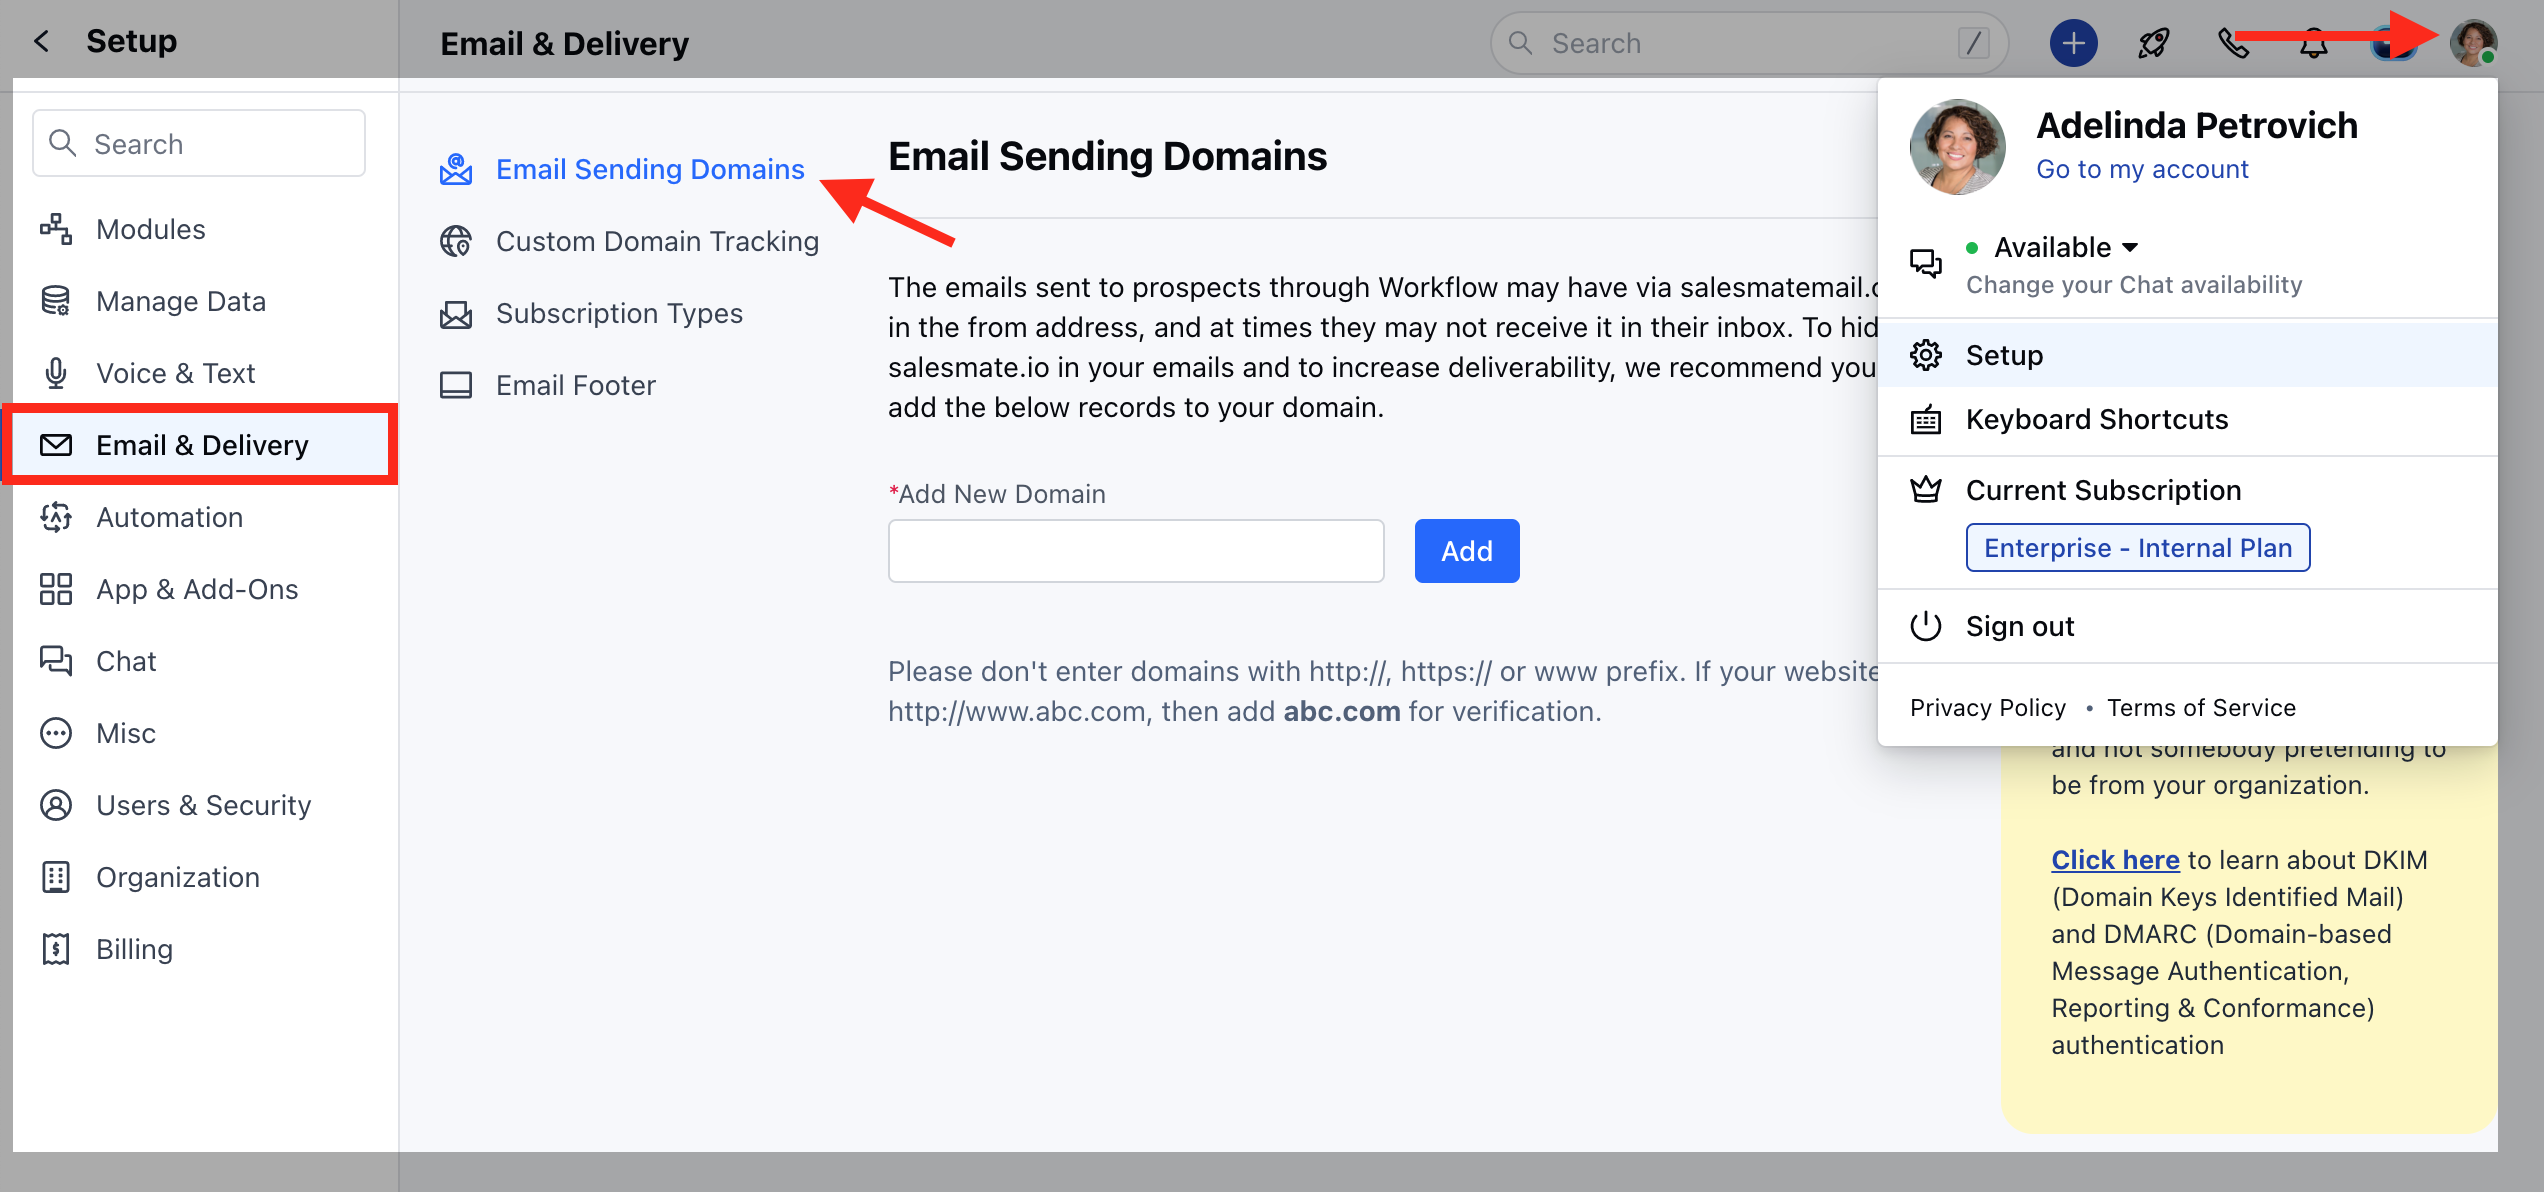 Setup
Email & Delivery
Search
/
Search
Modules
Manage Data
Voice & Text
Email & Delivery
Automation
App & Add-Ons
Chat
Misc
Users & Security
Organization
Billing
Email Sending Domains
Custom Domain Tracking
Subscription Types
Email Footer
Email Sending Domains
The emails sent to prospects through Workflow may have via salesmatemail.
in the from address, and at times they may not receive it in their inbox. To hid
salesmate.io in your emails and to increase deliverability, we recommend you
add the below records to your domain.
*Add New Domain
Add
Please don't enter domains with http://, https:// or www prefix. If your website
http://www.abc.com, then add abc.com for verification.
Adelinda Petrovich
Go to my account
Available
Change your Chat availability
Setup
Keyboard Shortcuts
Current Subscription
Enterprise - Internal Plan
Sign out
Privacy Policy • Terms of Service
and not somebody pretending to
be from your organization.
Click here to learn about DKIM
(Domain Keys Identified Mail)
and DMARC (Domain-based
Message Authentication,
Reporting & Conformance)
authentication